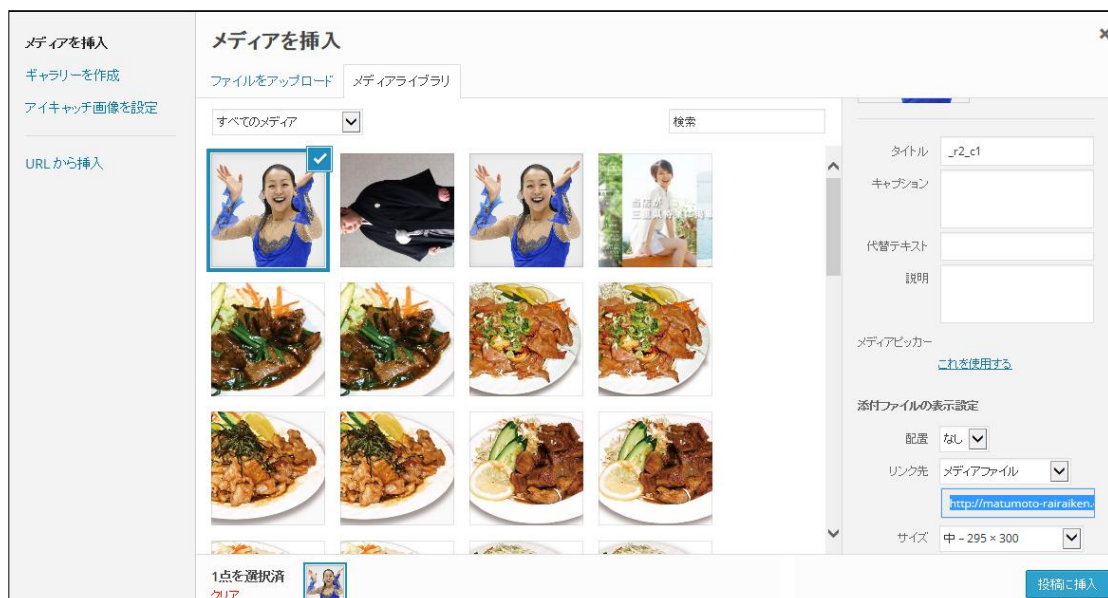 メディアを挿入
ギャラリーを作成
アイキャッチ画像を設定
URL から挿入
メディアを挿入
ファイルをアップロード
メディアライブラリ
すべてのメディア
検索
タイトル
_r2_c1
キャプション
代替テキスト
説明
メディアピッカー
これを使用する
添付ファイルの表示設定
配置
なし
リンク先
メディアファイル
http://matumoto-rairaiken.
サイズ
中 – 295 × 300
1点を選択済
クリア
投稿に挿入